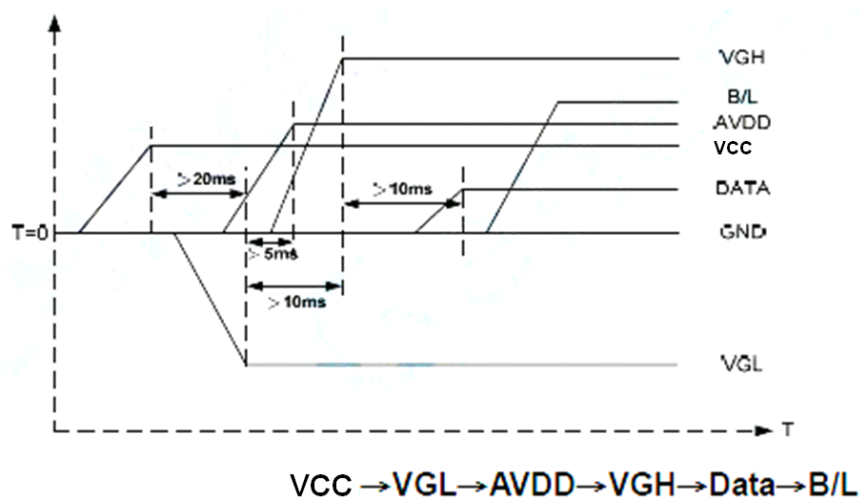 VGH
B/L
AVDD
VCC
>20ms
>10ms
DATA
T=0
GND
>5ms
>10ms
VGL
T
VCC→VGL→AVDD→VGH→Data→B/L